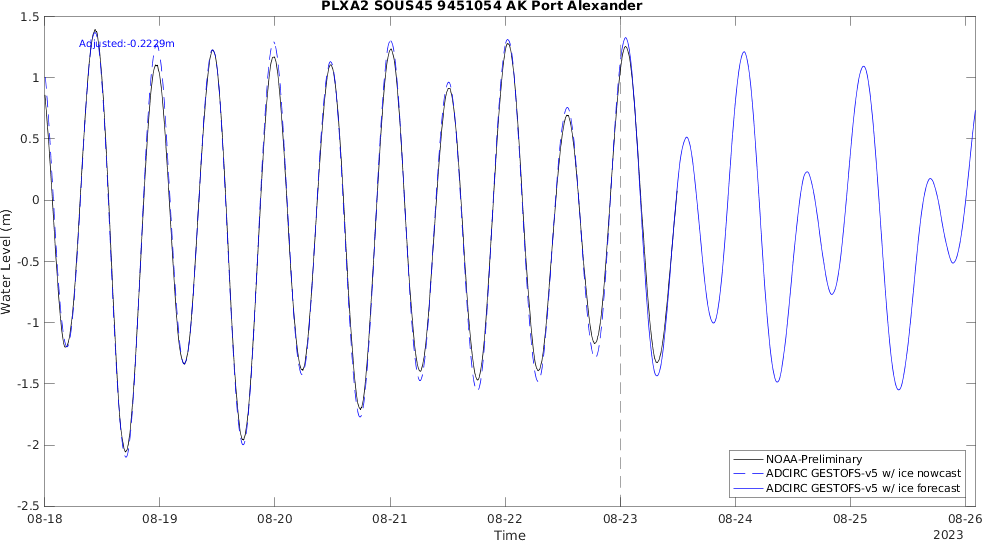 PLXA2 SOUS45 9451054 AK Port Alexander
Adjusted:-0.2229m
1.5
1
0.5
0
-0.5
-1
-1.5
-2
-2.5
Water Level (m)
08-18 08-19 08-20 08-21 08-22 08-23 08-24 08-25 08-26
Time
2023
NOAA-Preliminary
ADCIRC GESTOFS-v5 w/ ice nowcast
ADCIRC GESTOFS-v5 w/ ice forecast